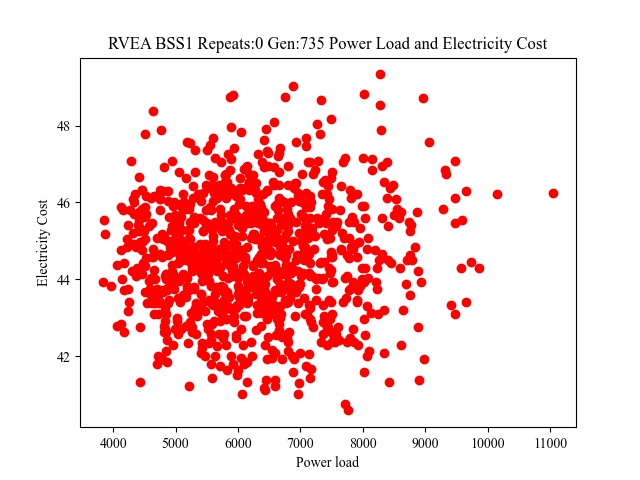 RVEA BSS1 Repeats:0 Gen:735 Power Load and Electricity Cost
Electricity Cost
48
46
44
42
4000 5000 6000 7000 8000 9000 10000 11000
Power load